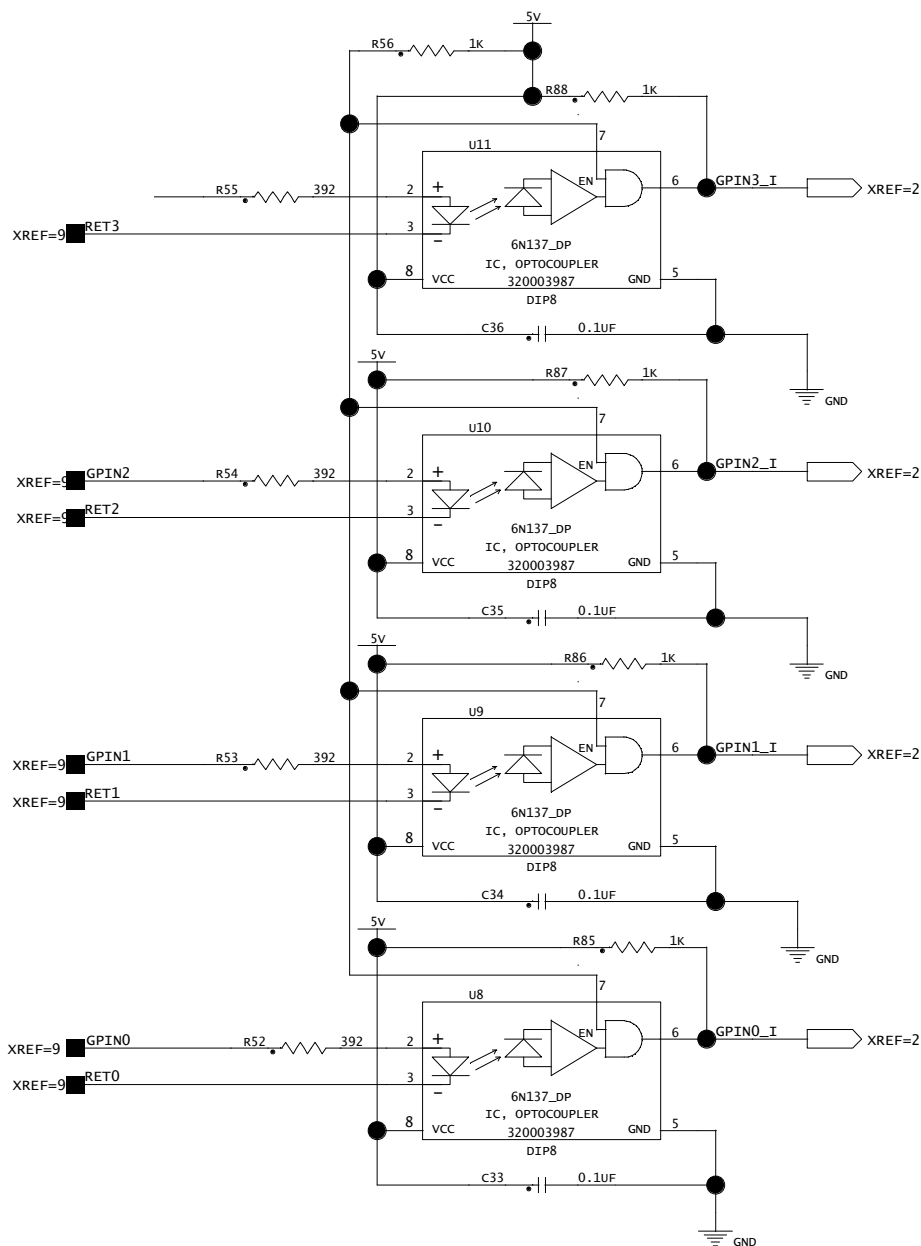 5V
R56 1K
R88 1K
7
U11
R55 392 2 + EN 6 GPIN3_I XREF=2
XREF=9 RET3 3 −
6N137_DP
IC, OPTOCOUPLER
8 VCC 320003987 GND 5
DIP8
C36 0.1UF
GND
5V
R87 1K
7
U10
XREF=9 GPIN2 R54 392 2 + EN 6 GPIN2_I XREF=2
XREF=9 RET2 3 −
6N137_DP
IC, OPTOCOUPLER
8 VCC 320003987 GND 5
DIP8
C35 0.1UF
GND
5V
R86 1K
7
U9
XREF=9 GPIN1 R53 392 2 + EN 6 GPIN1_I XREF=2
XREF=9 RET1 3 −
6N137_DP
IC, OPTOCOUPLER
8 VCC 320003987 GND 5
DIP8
C34 0.1UF
GND
5V
R85 1K
7
U8
XREF=9 GPIN0 R52 392 2 + EN 6 GPIN0_I XREF=2
XREF=9 RET0 3 −
6N137_DP
IC, OPTOCOUPLER
8 VCC 320003987 GND 5
DIP8
C33 0.1UF
GND